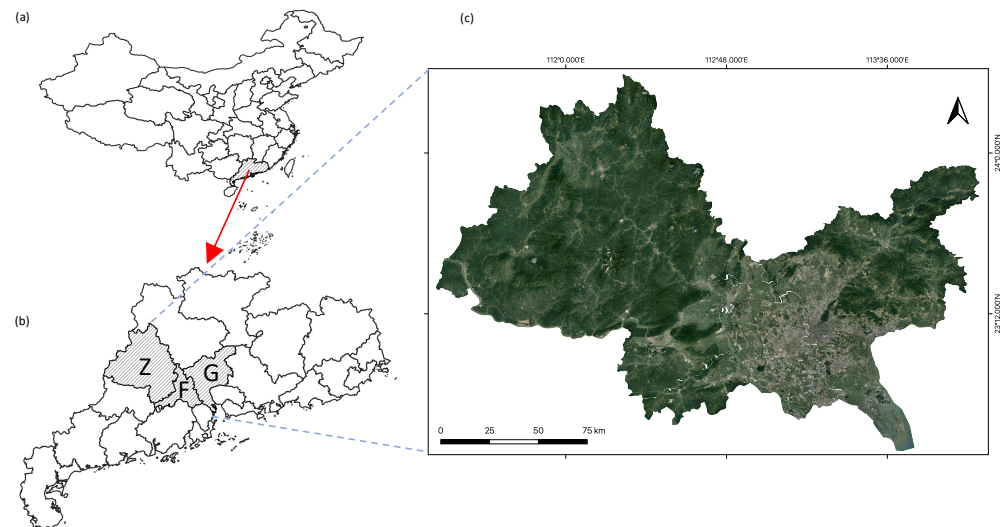 (a)
(c)
112°0.000'E
112°48.000'E
113°36.000'E
24°0.000'N
23°12.000'N
(b)
Z
F
G
0 25 50 75 km